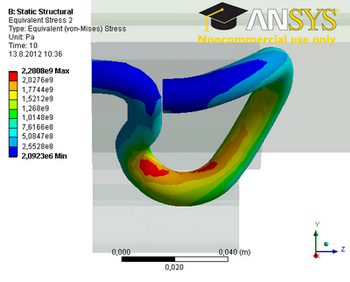 B: Static Structural
Equivalent Stress 2
Type: Equivalent (von-Mises) Stress
Unit: Pa
Time: 10
13.8.2012 10:36
2,2808e9 Max
2,0276e9
1,7744e9
1,5212e9
1,268e9
1,0148e9
7,6166e8
5,0847e8
2,5528e8
2,0923e6 Min
ANSYS
Noncommercial use only
0,000
0,040 (m)
0,020
Y
Z